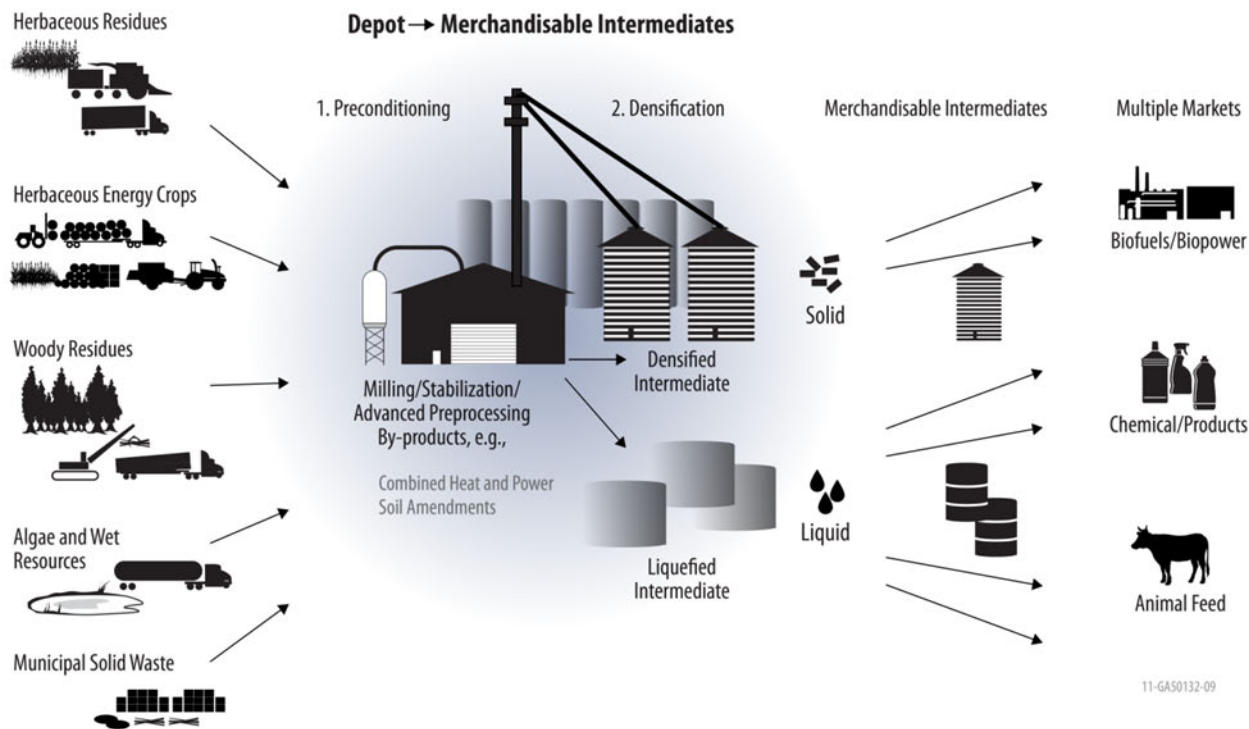 Depot → Merchandisable Intermediates
Herbaceous Residues
Herbaceous Energy Crops
Woody Residues
Algae and Wet
Resources
Municipal Solid Waste
1. Preconditioning
Milling/Stabilization/
Advanced Preprocessing
By-products, e.g.,
Combined Heat and Power
Soil Amendments
2. Densification
Densified
Intermediate
Liquefied
Intermediate
Merchandisable Intermediates
Solid
Liquid
Multiple Markets
Biofuels/Biopower
Chemical/Products
Animal Feed
11-GA50132-09